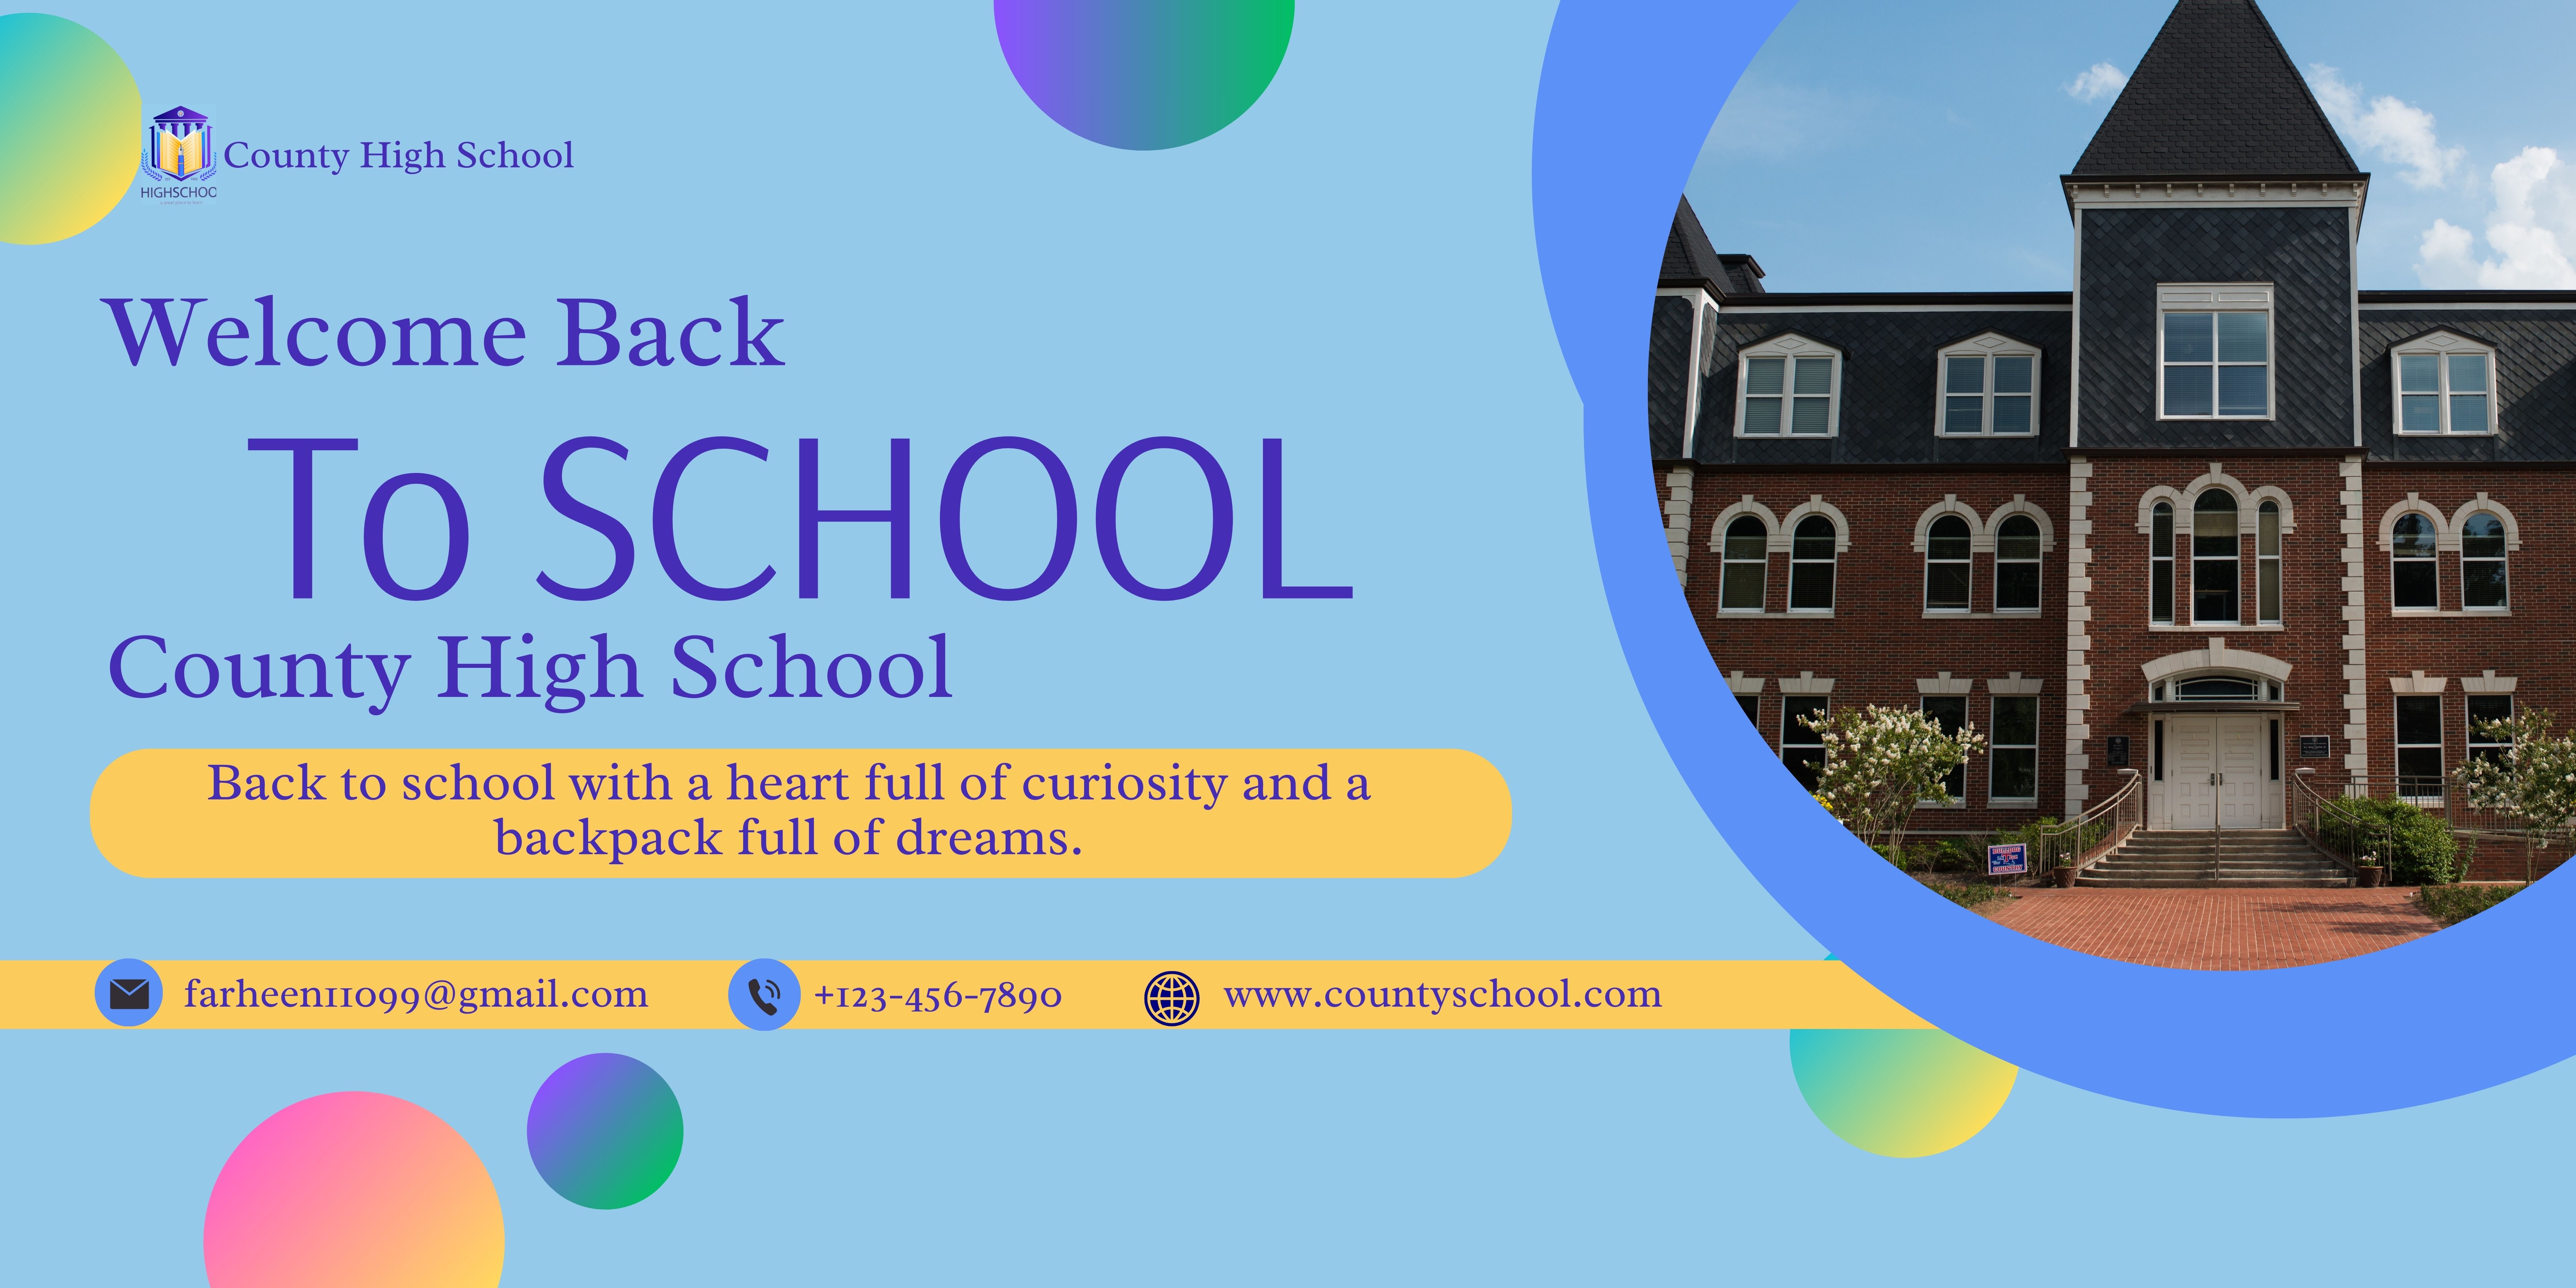 HIGHSCHOO
County High School
Welcome Back
To SCHOOL
County High School
Back to school with a heart full of curiosity and a
backpack full of dreams.
farheen11099@gmail.com
+123-456-7890
www.countyschool.com